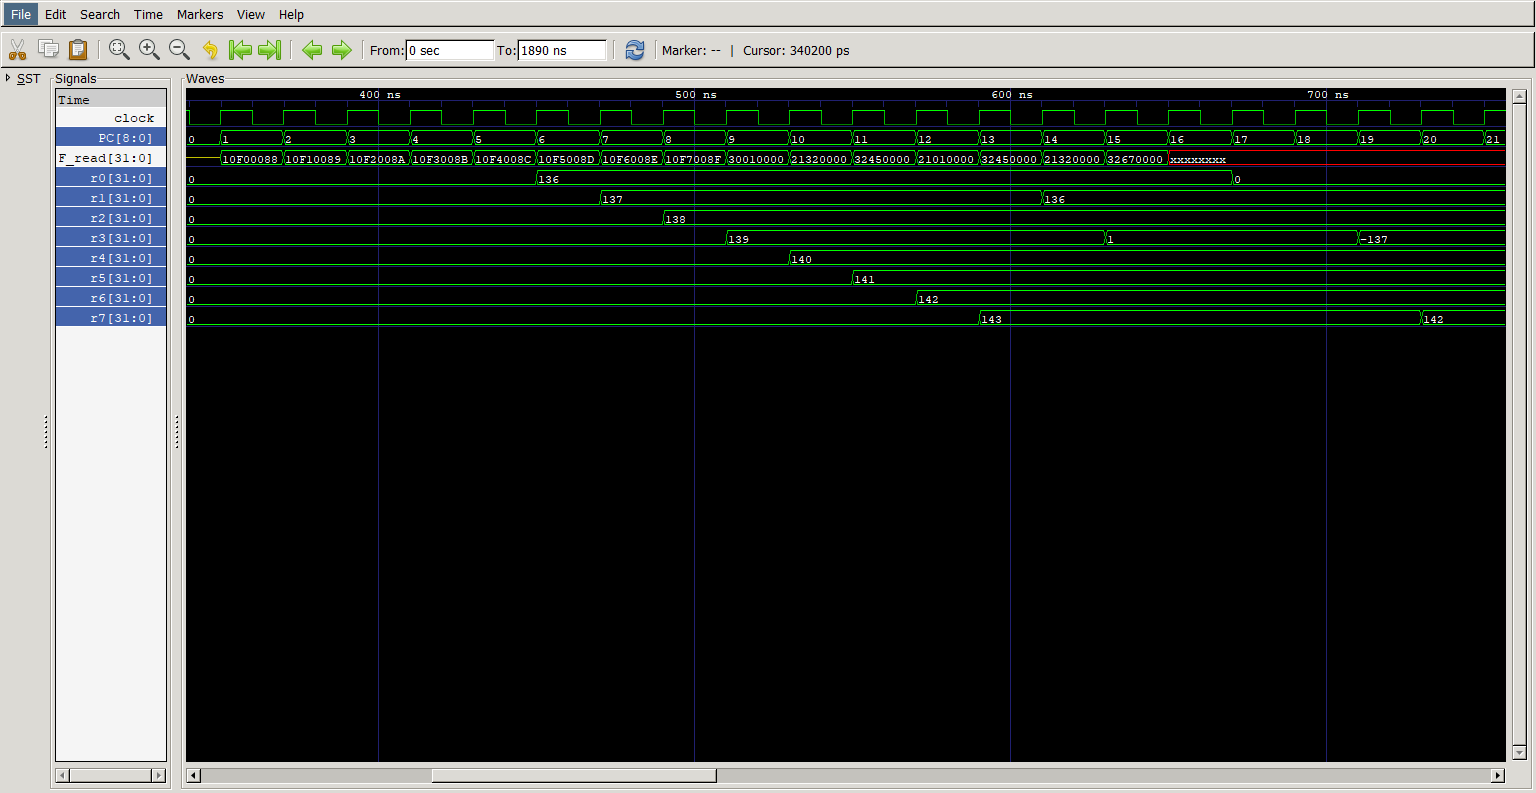 File Edit Search Time Markers View Help
From: 0 sec To: 1890 ns Marker: -- | Cursor: 340200 ps
SST Signals Waves
Time 400 ns 500 ns 600 ns 700 ns
clock
PC[8:0] 0 1 2 3 4 5 6 7 8 9 10 11 12 13 14 15 16 17 18 19 20 21
F_read[31:0] 10F00088 10F10089 10F2008A 10F3008B 10F4008C 10F5008D 10F6008E 10F7008F 30010000 21320000 32450000 21010000 32450000 21320000 32670000 xxxxxxxx
r0[31:0] 0 136 0
r1[31:0] 0 137 136
r2[31:0] 0 138
r3[31:0] 0 139 1 -137
r4[31:0] 0 140
r5[31:0] 0 141
r6[31:0] 0 142
r7[31:0] 0 143 142